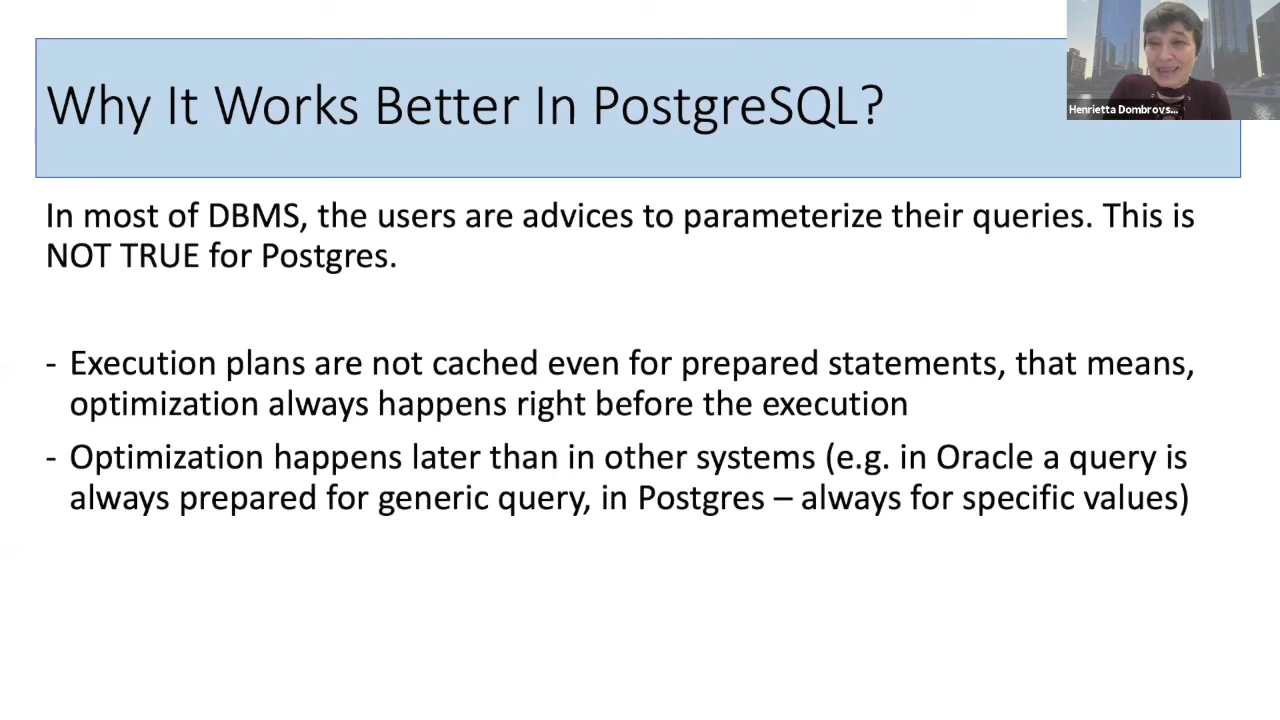 Why It Works Better In PostgreSQL?
Henrietta Dombrovs...
In most of DBMS, the users are advices to parameterize their queries. This is
NOT TRUE for Postgres.
- Execution plans are not cached even for prepared statements, that means,
optimization always happens right before the execution
- Optimization happens later than in other systems (e.g. in Oracle a query is
always prepared for generic query, in Postgres – always for specific values)